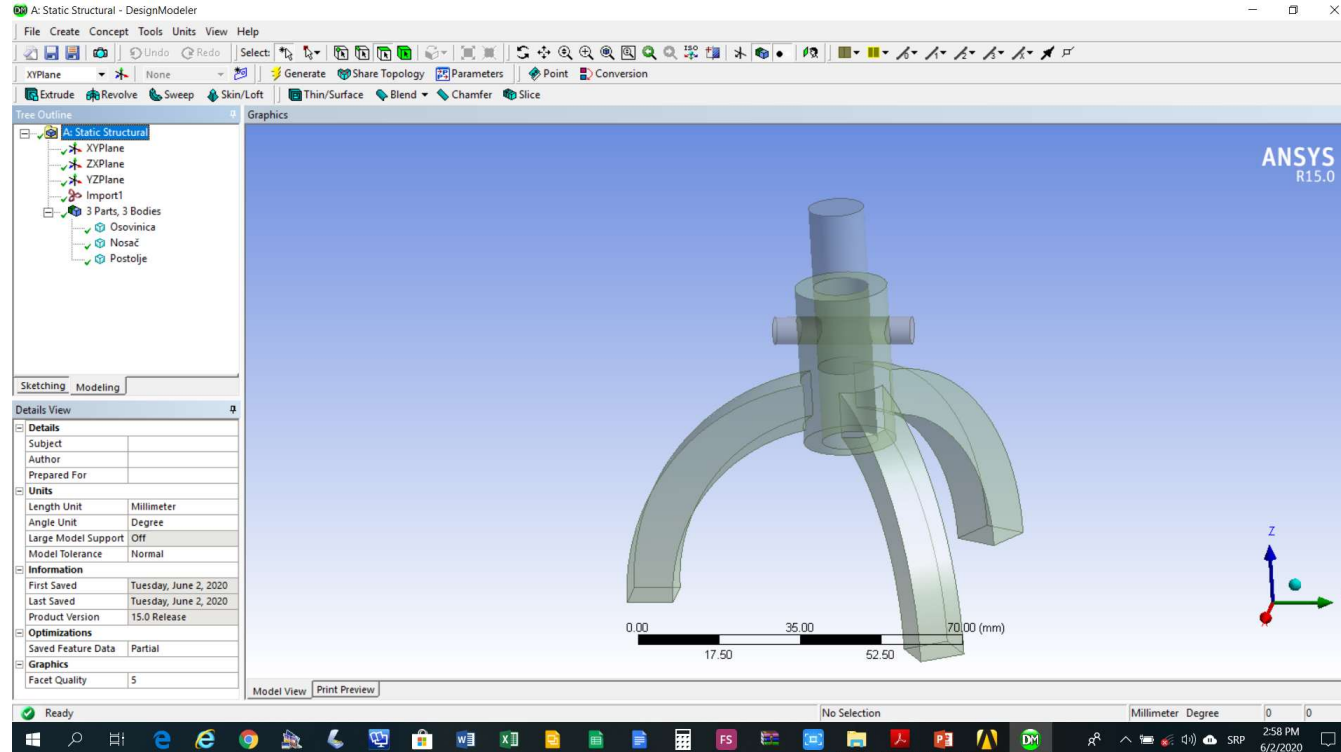 A: Static Structural - DesignModeler
File Create Concept Tools Units View Help
Undo Redo Select: ISO
XYPlane None Generate Share Topology Parameters Point Conversion
Extrude Revolve Sweep Skin/Loft Thin/Surface Blend Chamfer Slice
Tree Outline
A: Static Structural
XYPlane
ZXPlane
YZPlane
Import1
3 Parts, 3 Bodies
Osovinica
Nosač
Postolje
Sketching Modeling
Details View
Details
Subject
Author
Prepared For
Units
Length Unit Millimeter
Angle Unit Degree
Large Model Support Off
Model Tolerance Normal
Information
First Saved Tuesday, June 2, 2020
Last Saved Tuesday, June 2, 2020
Product Version 15.0 Release
Optimizations
Saved Feature Data Partial
Graphics
Facet Quality 5
Graphics
ANSYS
R15.0
Z
0.00 35.00 70.00 (mm)
17.50 52.50
Model View Print Preview
Ready No Selection Millimeter Degree 0 0
FS DM SRP 2:58 PM
6/2/2020